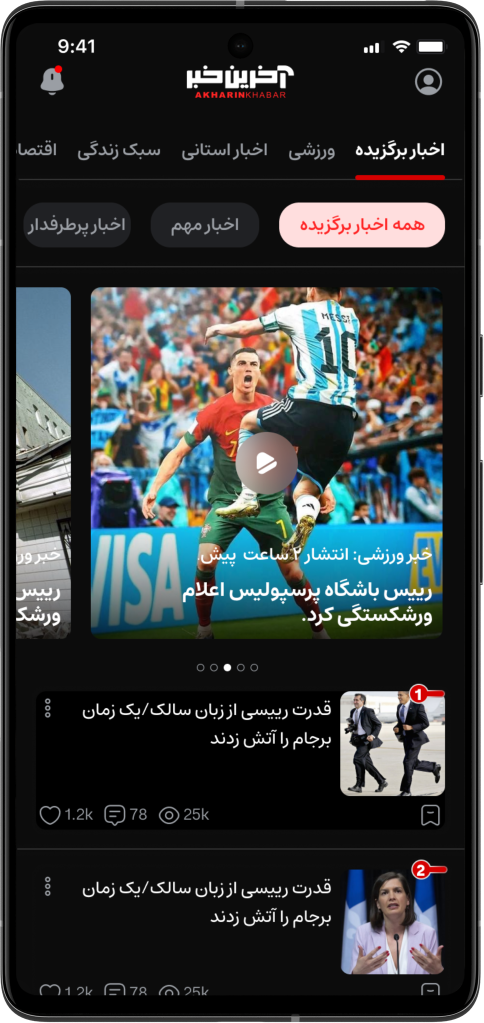 9:41
آخرین خبر
AKHARINKHABAR
اخبار برگزیده
ورزشی
اخبار استانی
سبک زندگی
اقتصا
همه اخبار برگزیده
اخبار مهم
اخبار پرطرفدار
MESSI
10
7
7
VISA
خبر ورزشی: انتشار ۲ ساعت پیش
رییس باشگاه پرسپولیس اعلام
ورشکستگی کرد.
خبر ور
رییس
ورشک
1
قدرت رییسی از زبان سالک/یک زمان
برجام را آتش زدند
1.2k 78 25k
2
قدرت رییسی از زبان سالک/یک زمان
برجام را آتش زدند
1.2k 78 25k